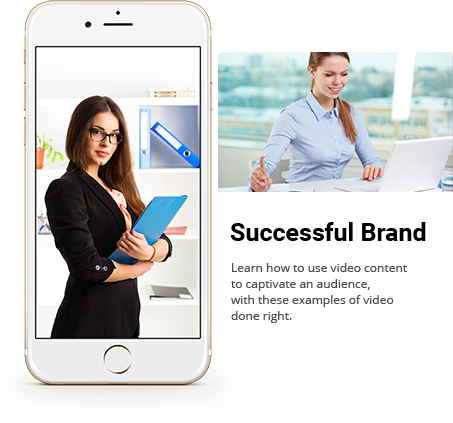 Successful Brand
Learn how to use video content
to captivate an audience,
with these examples of video
done right.